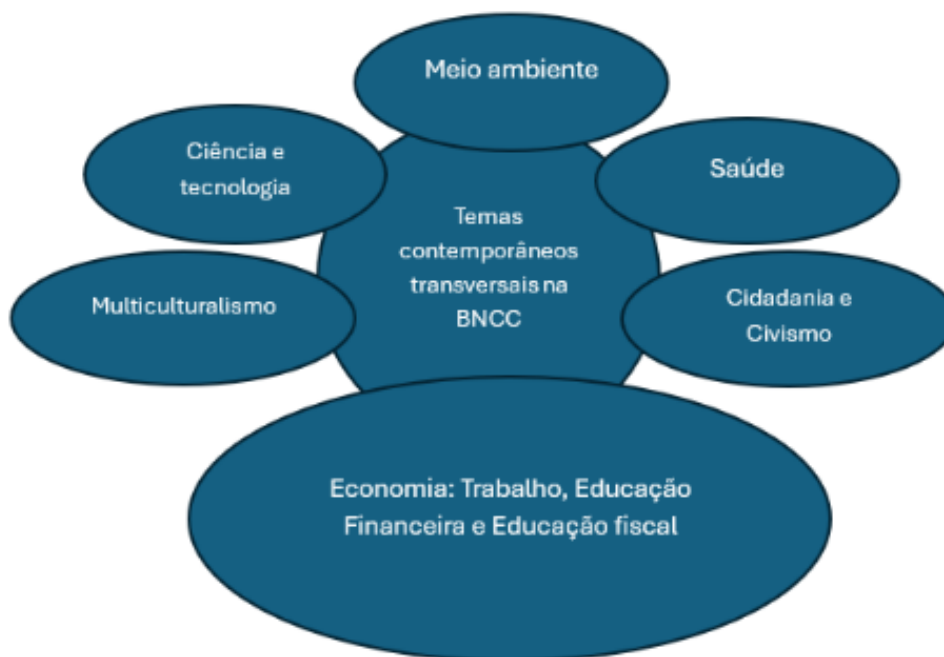 Meio ambiente
Ciência e
tecnologia
Saúde
Temas
contemporâneos
transversais na
BNCC
Multiculturalismo
Cidadania e
Civismo
Economia: Trabalho, Educação
Financeira e Educação fiscal